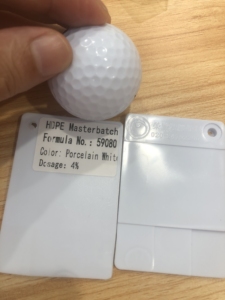 HDPE Masterbatch
Formula No.: 59080
Color: Porcelain White
Dosage: 4%